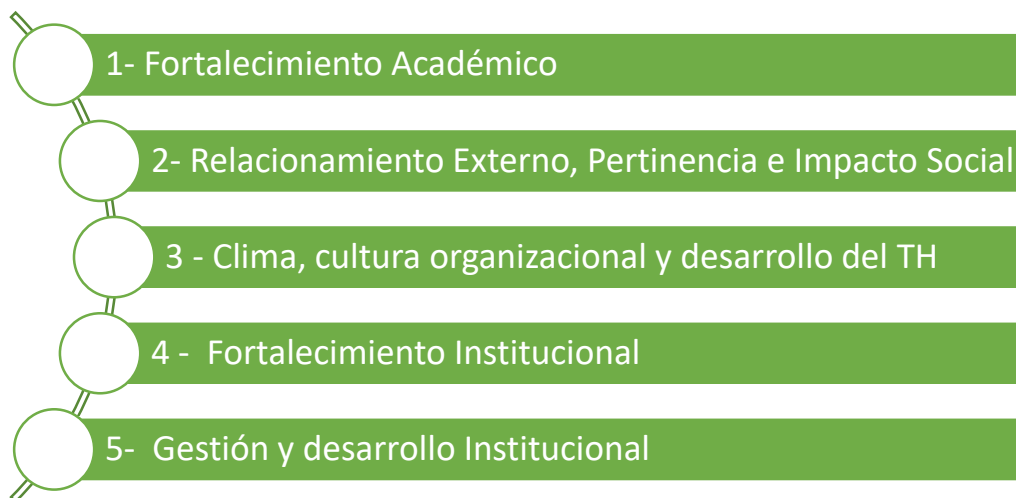 1- Fortalecimiento Académico
2- Relacionamiento Externo, Pertinencia e Impacto Social
3 - Clima, cultura organizacional y desarrollo del TH
4 -  Fortalecimiento Institucional
5-  Gestión y desarrollo Institucional